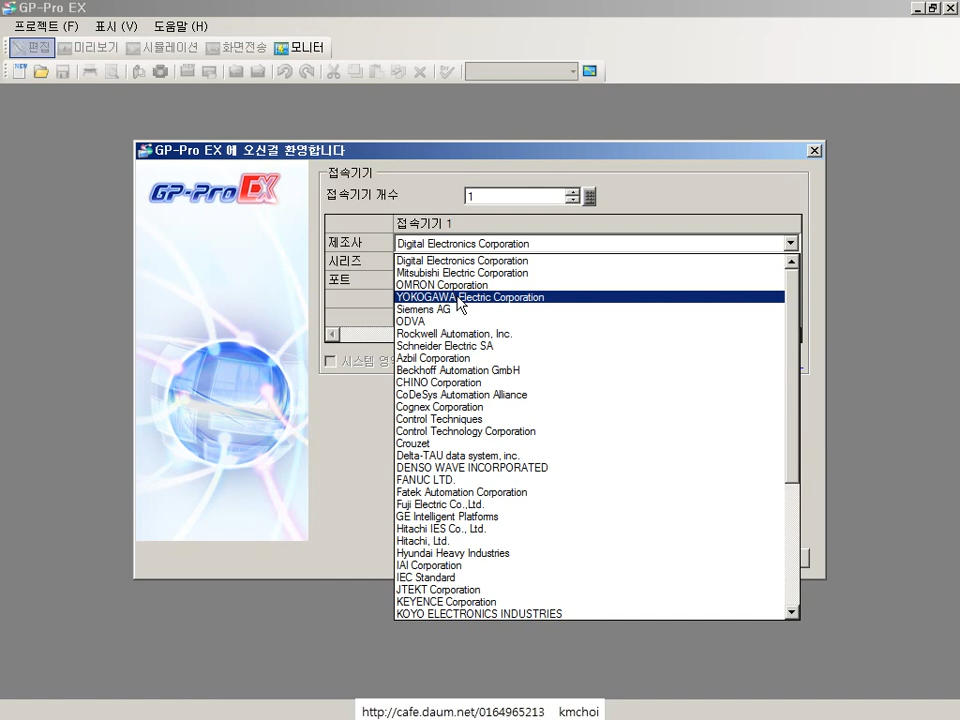 GP-Pro EX
프로젝트 (F) 표시 (V) 도움말 (H)
편집 미리보기 시뮬레이션 화면전송 모니터
NEW
GP-Pro EX 에 오신걸 환영합니다
GP-Pro EX
접속기기
접속기기 개수 1
접속기기 1
제조사 Digital Electronics Corporation
시리즈
포트
Digital Electronics Corporation
Mitsubishi Electric Corporation
OMRON Corporation
YOKOGAWA Electric Corporation
Siemens AG
ODVA
Rockwell Automation, Inc.
Schneider Electric SA
Azbil Corporation
Beckhoff Automation GmbH
CHINO Corporation
CoDeSys Automation Alliance
Cognex Corporation
Control Techniques
Control Technology Corporation
Crouzet
Delta-TAU data system, inc.
DENSO WAVE INCORPORATED
FANUC LTD.
Fatek Automation Corporation
Fuji Electric Co.,Ltd.
GE Intelligent Platforms
Hitachi IES Co., Ltd.
Hitachi, Ltd.
Hyundai Heavy Industries
IAI Corporation
IEC Standard
JTEKT Corporation
KEYENCE Corporation
KOYO ELECTRONICS INDUSTRIES
시스템
http://cafe.daum.net/0164965213 kmchoi